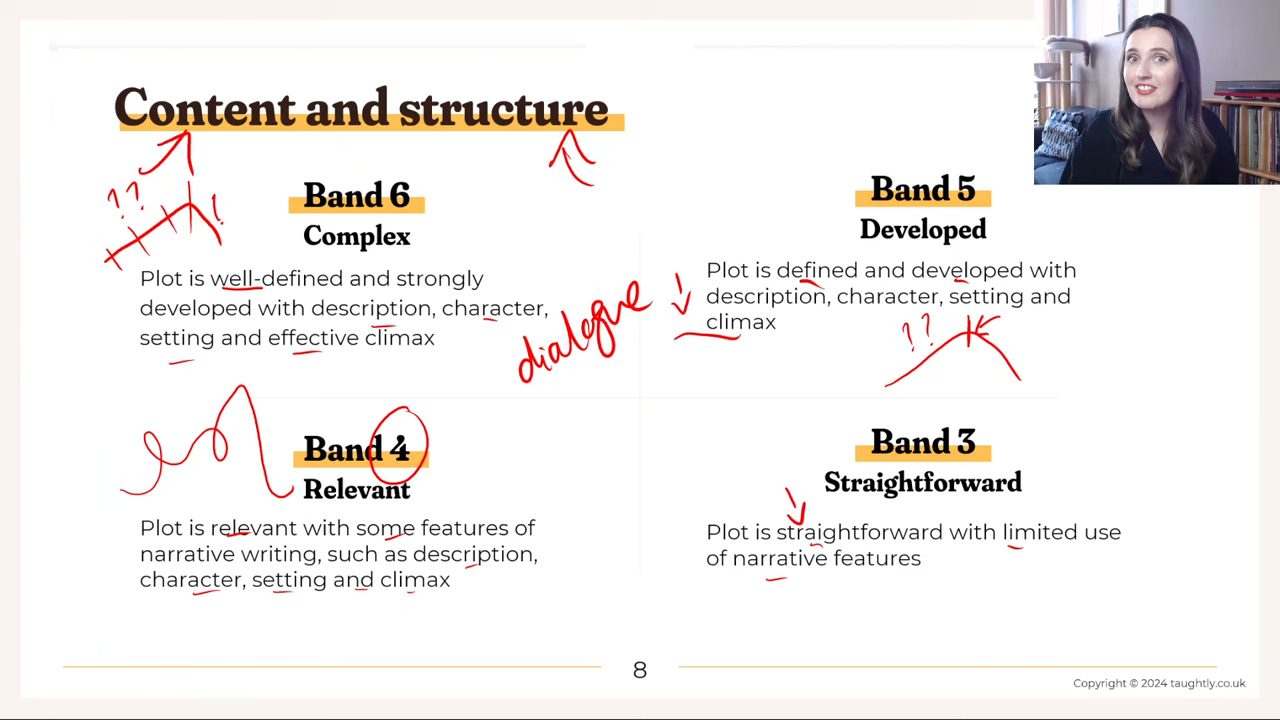 Content and structure
??
!
Band 6
Complex
Plot is well-defined and strongly
developed with description, character,
setting and effective climax
dialogue
Band 5
Developed
Plot is defined and developed with
description, character, setting and
climax
??
Band 4
Relevant
Plot is relevant with some features of
narrative writing, such as description,
character, setting and climax
Band 3
Straightforward
Plot is straightforward with limited use
of narrative features
8
Copyright © 2024 taughtly.co.uk